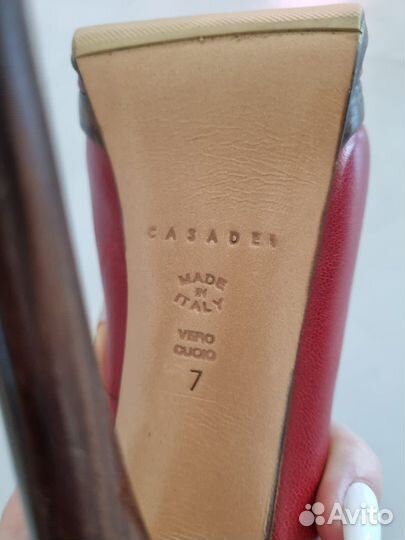 CASADEI
MADE
IN
ITALY
VERO
CUOIO
7
Avito